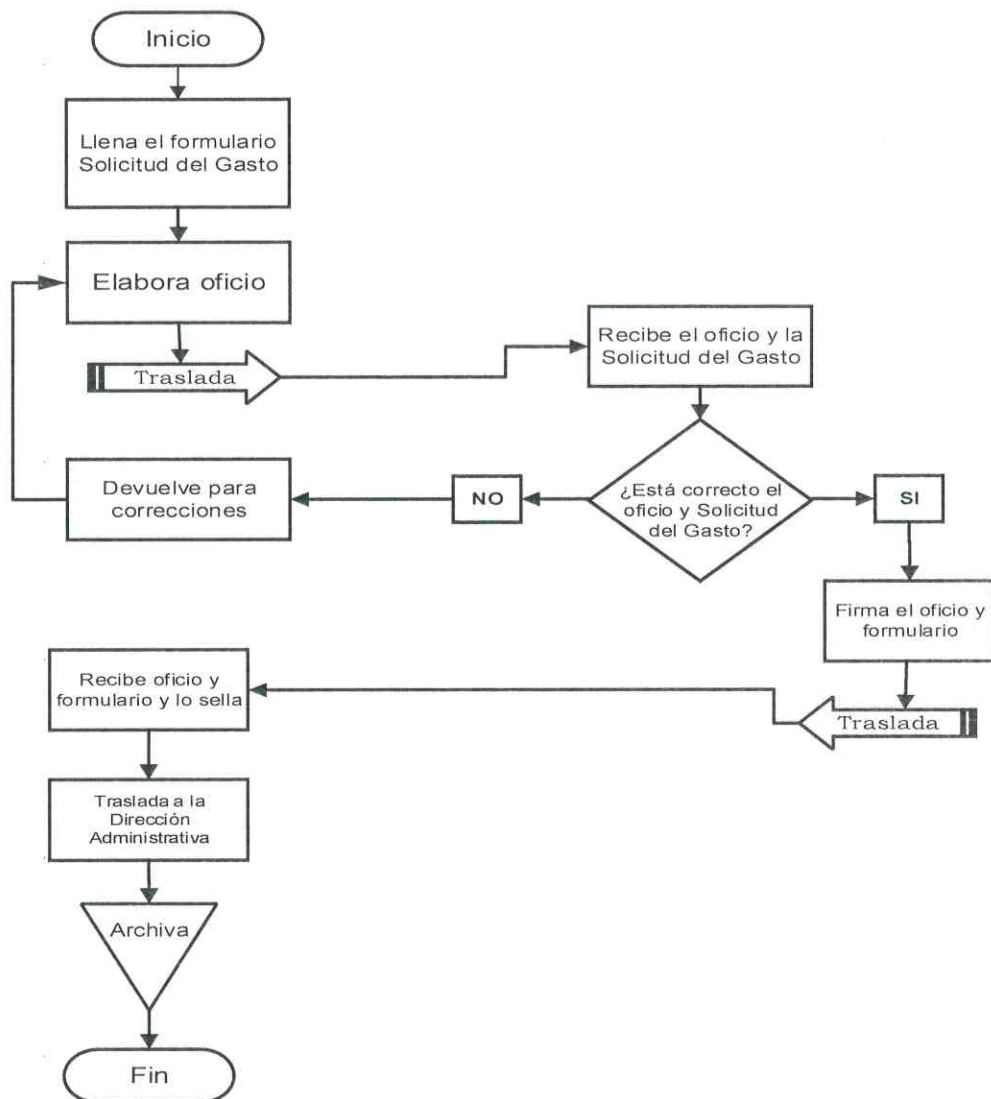 Inicio
Llena el formulario
Solicitud del Gasto
Elabora oficio
Traslada
Recibe el oficio y la
Solicitud del Gasto
¿Está correcto el
oficio y Solicitud
del Gasto?
NO
Devuelve para
correcciones
SI
Firma el oficio y
formulario
Traslada
Recibe oficio y
formulario y lo sella
Traslada a la
Dirección
Administrativa
Archiva
Fin